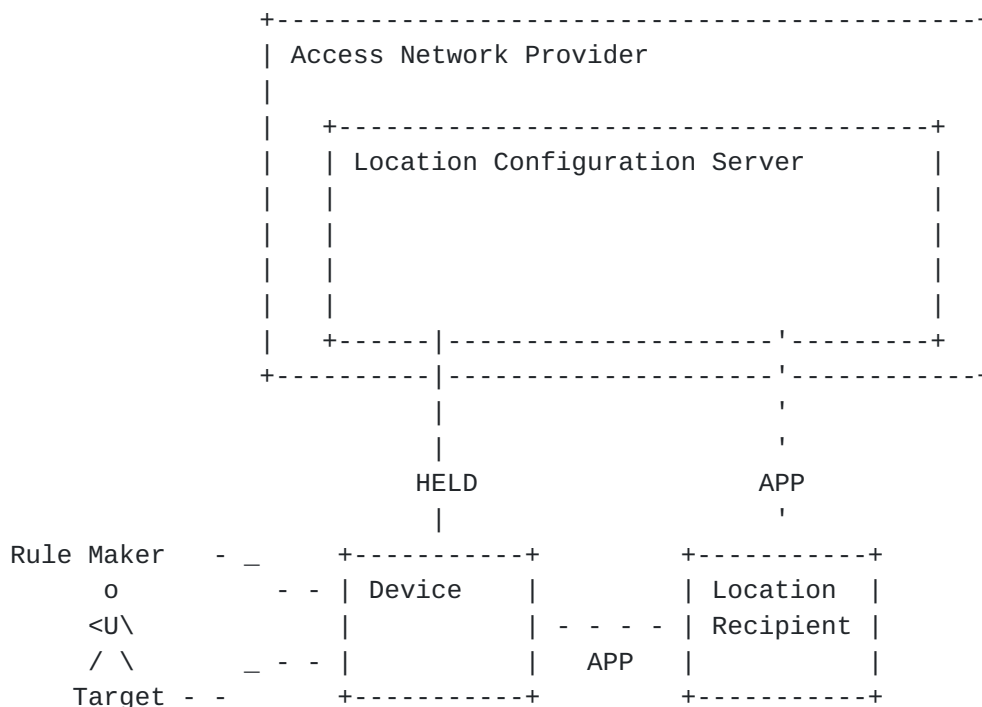 Access Network Provider
Location Configuration Server
HELD APP
Rule Maker
o Device Location
<U\ Recipient
/ \ APP
Target